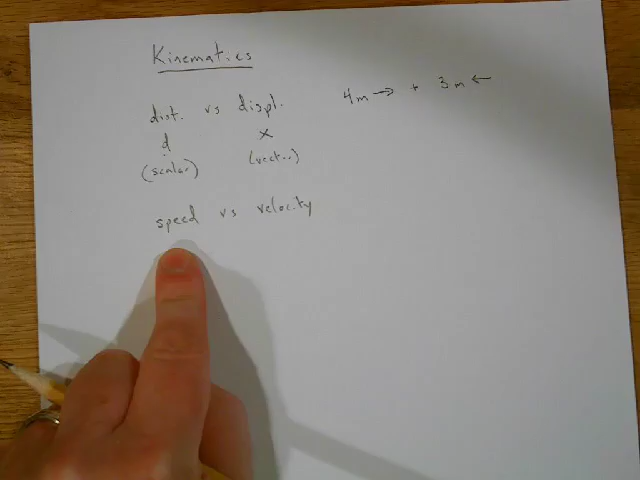 Kinematics
dist. vs displ. 4m → + 3m ←
d x
(scalar) (vector)
speed vs velocity